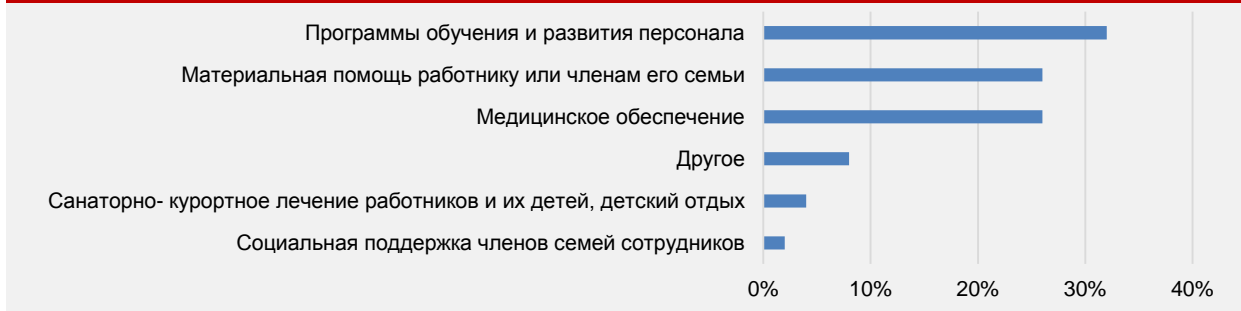 Программы обучения и развития персонала
Материальная помощь работнику или членам его семьи
Медицинское обеспечение
Другое
Санаторно- курортное лечение работников и их детей, детский отдых
Социальная поддержка членов семей сотрудников
0% 10% 20% 30% 40%